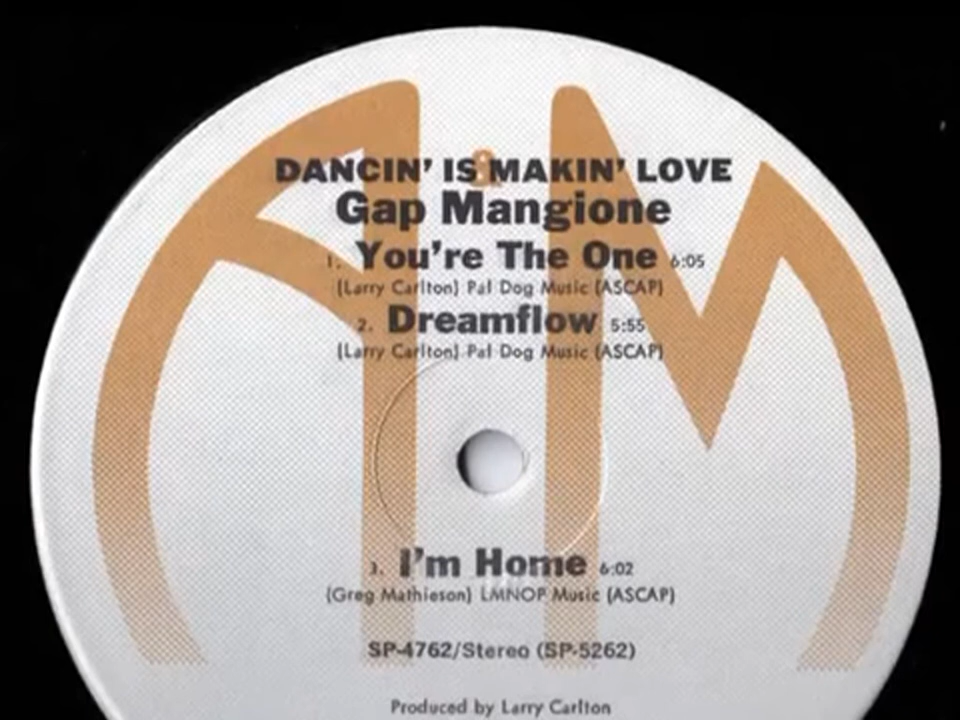 A & M
DANCIN' IS MAKIN' LOVE
Gap Mangione
1. You're The One 6:05
(Larry Carlton) Pal Dog Music (ASCAP)
2. Dreamflow 5:55
(Larry Carlton) Pal Dog Music (ASCAP)
3. I'm Home 6:02
(Greg Mathieson) LMNOP Music (ASCAP)
SP-4762/Stereo (SP-5262)
Produced by Larry Carlton